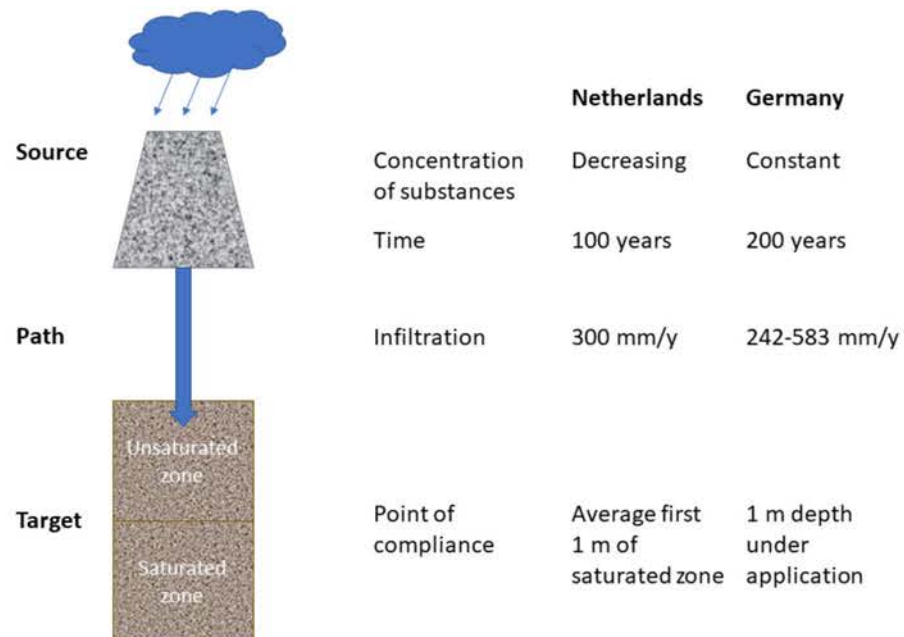 Netherlands Germany
Source
Concentration Decreasing Constant
of substances
Time 100 years 200 years
Path Infiltration 300 mm/y 242-583 mm/y
Unsaturated
zone
Target Point of Average first 1 m depth
compliance 1 m of under
saturated zone application
Saturated
zone